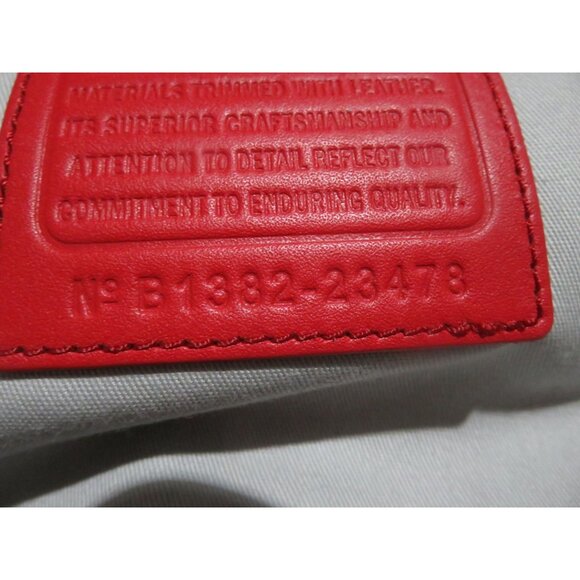 MATERIALS TRIMMED WITH LEATHER.
ITS SUPERIOR CRAFTSMANSHIP AND
ATTENTION TO DETAIL REFLECT OUR
COMMITMENT TO ENDURING QUALITY.
Nº B1382-23478